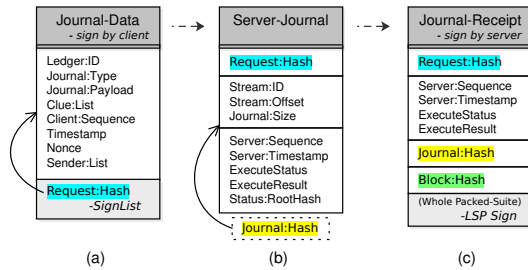 Journal-Data
- sign by client
Ledger:ID
Journal:Type
Journal:Payload
Clue:List
Client:Sequence
Timestamp
Nonce
Sender:List
Request:Hash
-SignList
(a)
Server-Journal
Request:Hash
Stream:ID
Stream:Offset
Journal:Size
Server:Sequence
Server:Timestamp
ExecuteStatus
ExecuteResult
Status:RootHash
Journal:Hash
(b)
Journal-Receipt
- sign by server
Request:Hash
Server:Sequence
Server:Timestamp
ExecuteStatus
ExecuteResult
Journal:Hash
Block:Hash
(Whole Packed-Suite)
-LSP Sign
(c)